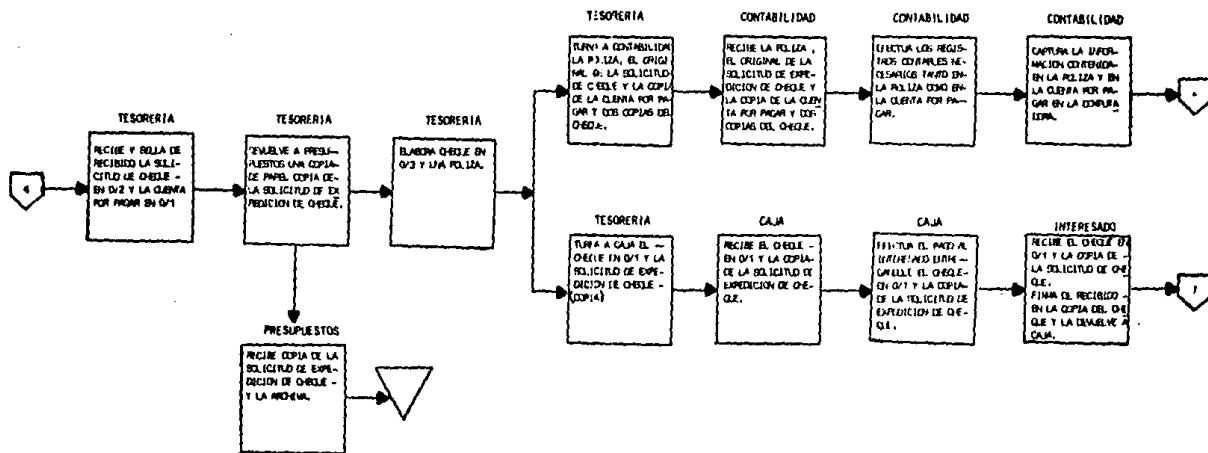 TESORERIA
TURNA A CONTABILIDAD
LA POLIZA, EL ORIGI-
NAL DE LA SOLICITUD
DE CHEQUE Y LA COPIA
DE LA CUENTA POR PA-
GAR Y DOS COPIAS DEL
CHEQUE.
CONTABILIDAD
RECIBE LA POLIZA ,
EL ORIGINAL DE LA
SOLICITUD DE EXPE-
DICION DE CHEQUE Y
LA COPIA DE LA CUEN
TA POR PAGAR Y DOS
COPIAS DEL CHEQUE.
CONTABILIDAD
EFECTUA LOS REGIS-
TROS CONTABLES NE-
CESARIOS TANTO EN-
LA POLIZA COMO EN-
LA CUENTA POR PA-
GAR.
CONTABILIDAD
CAPTURA LA INFOR-
MACION CONTENIDA-
EN LA POLIZA Y EN
LA CUENTA POR PA-
GAR EN LA COMPUTA
DORA.
TESORERIA
RECIBE Y SELLA DE
RECIBIDO LA SOLI-
CITUD DE CHEQUE -
EN 0/2 Y LA CUENTA
POR PAGAR EN 0/1
TESORERIA
DEVUELVE A PRESU-
PUESTOS UNA COPIA-
DE PAPEL COPIA DE-
LA SOLICITUD DE EX
PEDICION DE CHEQUE.
TESORERIA
ELABORA CHEQUE EN
0/3 Y UNA POLIZA.
TESORERIA
TURNA A CAJA EL -
CHEQUE EN 0/1 Y LA
SOLICITUD DE EXPE-
DICION DE CHEQUE -
(COPIA)
CAJA
RECIBE EL CHEQUE -
EN 0/1 Y LA COPIA-
DE LA SOLICITUD DE
EXPEDICION DE CHE-
QUE.
CAJA
EFECTUA EL PAGO AL
INTERESADO ENTRE-
GANDOLE EL CHEQUE-
EN 0/1 Y LA COPIA-
DE LA SOLICITUD DE
EXPEDICION DE CHE-
QUE.
INTERESADO
RECIBE EL CHEQUE EN
0/1 Y LA COPIA DE -
LA SOLICITUD DE CHE
QUE.
FIRMA DE RECIBIDO -
EN LA COPIA DEL CHE
QUE Y LA DEVUELVE A
CAJA.
PRESUPUESTOS
RECIBE COPIA DE LA
SOLICITUD DE EXPE-
DICION DE CHEQUE -
Y LA ARCHIVA.